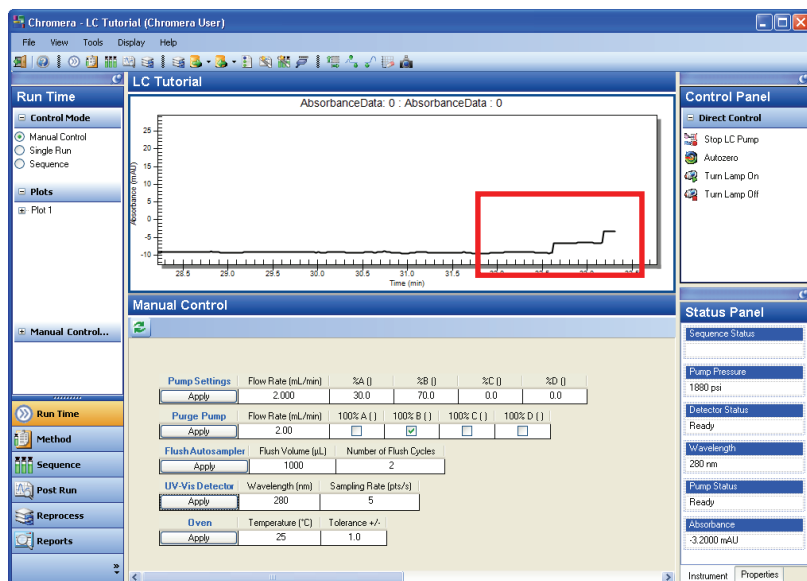 Chromera - LC Tutorial (Chromera User)
File View Tools Display Help
Run Time
Control Mode
Manual Control
Single Run
Sequence
Plots
Plot 1
Manual Control...
Run Time
Method
Sequence
Post Run
Reprocess
Reports
LC Tutorial
AbsorbanceData: 0 : AbsorbanceData : 0
Absorbance (mAU)
25
20
15
10
5
0
-5
-10
28.5 29.0 29.5 30.0 30.5 31.0 31.5
Time (min)
Manual Control
Pump Settings Flow Rate (mL/min) %A () %B () %C () %D ()
Apply 2.000 30.0 70.0 0.0 0.0
Purge Pump Flow Rate (mL/min) 100% A ( ) 100% B ( ) 100% C ( ) 100% D ( )
Apply 2.00
Flush Autosampler Flush Volume (µL) Number of Flush Cycles
Apply 1000 2
UV-Vis Detector Wavelength (nm) Sampling Rate (pts/s)
Apply 280 5
Oven Temperature (°C) Tolerance +/-
Apply 25 1.0
Control Panel
Direct Control
Stop LC Pump
Autozero
Turn Lamp On
Turn Lamp Off
Status Panel
Sequence Status
Pump Pressure
1880 psi
Detector Status
Ready
Wavelength
280 nm
Pump Status
Ready
Absorbance
-3.2000 mAU
Instrument Properties